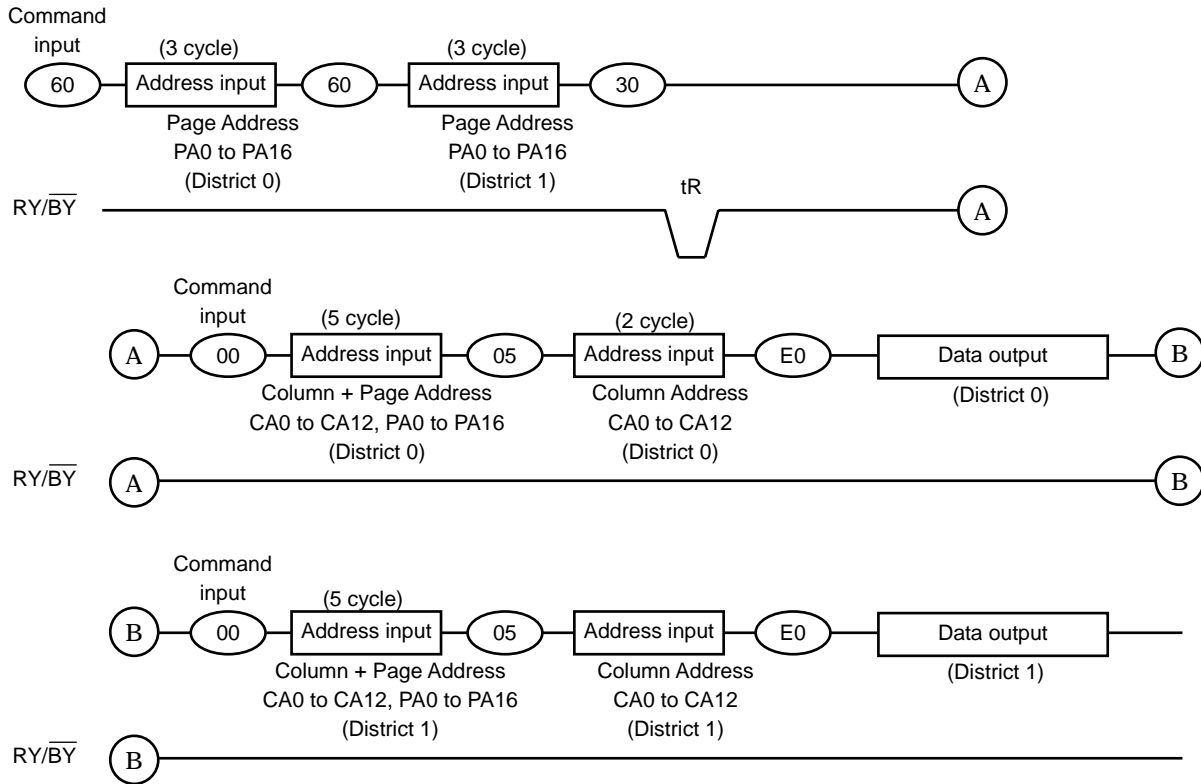 Command
input
(3 cycle) (3 cycle)
60 Address input 60 Address input 30 A
Page Address Page Address
PA0 to PA16 PA0 to PA16
(District 0) (District 1)
tR
RY/BY A
Command
input
(5 cycle) (2 cycle)
A 00 Address input 05 Address input E0 Data output B
Column + Page Address Column Address (District 0)
CA0 to CA12, PA0 to PA16 CA0 to CA12
(District 0) (District 0)
RY/BY A B
Command
input
(5 cycle)
B 00 Address input 05 Address input E0 Data output
Column + Page Address Column Address (District 1)
CA0 to CA12, PA0 to PA16 CA0 to CA12
(District 1) (District 1)
RY/BY B